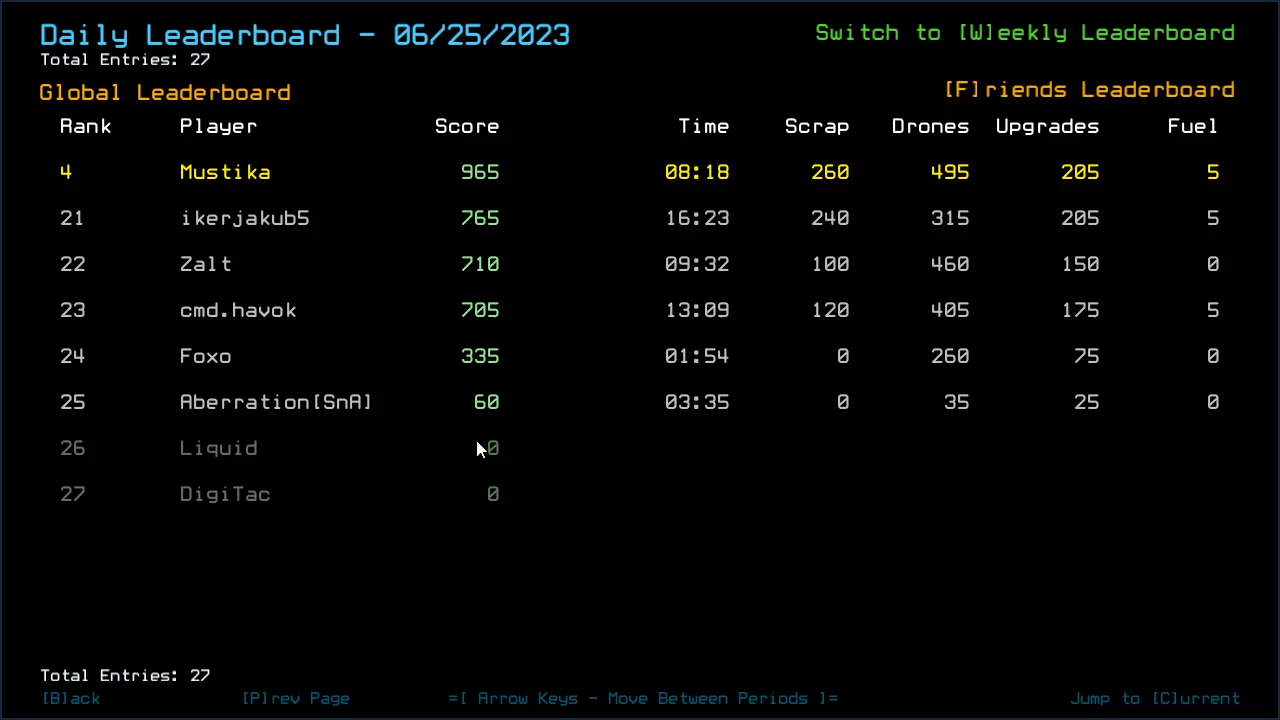 Daily Leaderboard - 06/25/2023 Switch to [W]eekly Leaderboard
Total Entries: 27
Global Leaderboard [F]riends Leaderboard
Rank Player Score Time Scrap Drones Upgrades Fuel
4 Mustika 965 08:18 260 495 205 5
21 ikerjakub5 765 16:23 240 315 205 5
22 Zalt 710 09:32 100 460 150 0
23 cmd.havok 705 13:09 120 405 175 5
24 Foxo 335 01:54 0 260 75 0
25 Aberration[SnA] 60 03:35 0 35 25 0
26 Liquid 0
27 DigiTac 0
Total Entries: 27
[B]ack [P]rev Page =[ Arrow Keys - Move Between Periods ]= Jump to [C]urrent